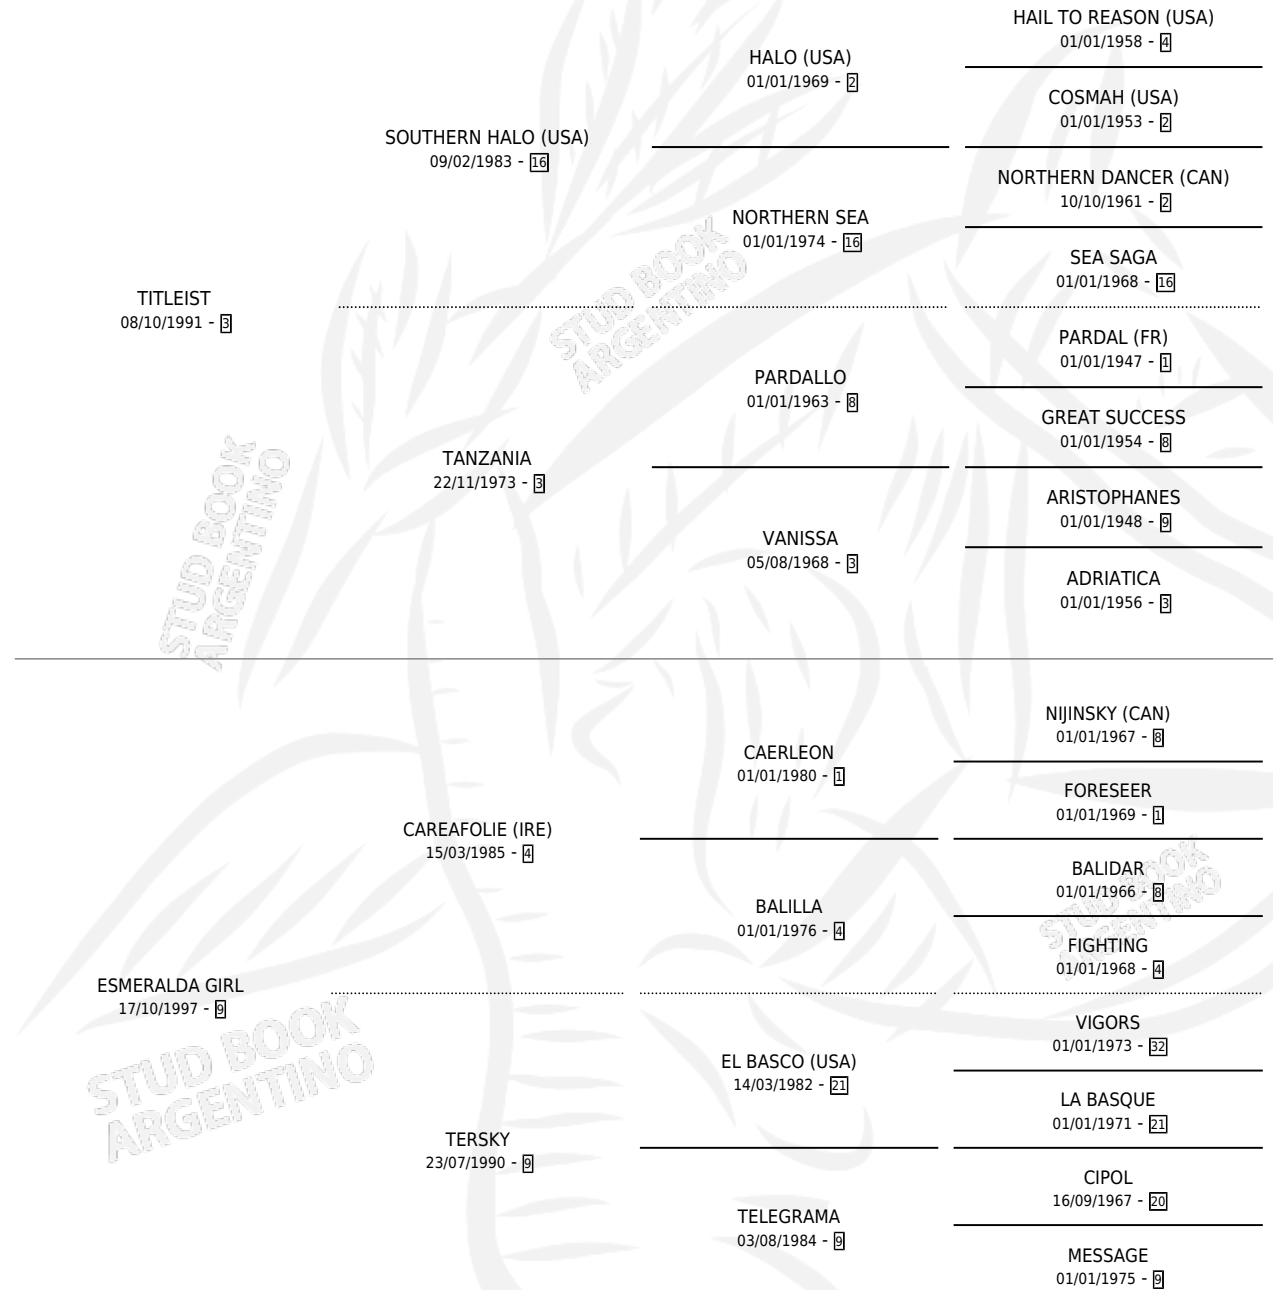 HAIL TO REASON (USA)
01/01/1958 - 4
HALO (USA)
01/01/1969 - 2
COSMAH (USA)
01/01/1953 - 2
SOUTHERN HALO (USA)
09/02/1983 - 16
NORTHERN DANCER (CAN)
10/10/1961 - 2
NORTHERN SEA
01/01/1974 - 16
SEA SAGA
01/01/1968 - 16
TITLEIST
08/10/1991 - 3
PARDAL (FR)
01/01/1947 - 1
PARDALLO
01/01/1963 - 8
GREAT SUCCESS
01/01/1954 - 8
TANZANIA
22/11/1973 - 3
ARISTOPHANES
01/01/1948 - 9
VANISSA
05/08/1968 - 3
ADRIATICA
01/01/1956 - 3
NIJINSKY (CAN)
01/01/1967 - 8
CAERLEON
01/01/1980 - 1
FORESEER
01/01/1969 - 1
CAREAFOLIE (IRE)
15/03/1985 - 4
BALIDAR
01/01/1966 - 8
BALILLA
01/01/1976 - 4
FIGHTING
01/01/1968 - 4
ESMERALDA GIRL
17/10/1997 - 9
VIGORS
01/01/1973 - 32
EL BASCO (USA)
14/03/1982 - 21
LA BASQUE
01/01/1971 - 21
TERSKY
23/07/1990 - 9
CIPOL
16/09/1967 - 20
TELEGRAMA
03/08/1984 - 9
MESSAGE
01/01/1975 - 9
STUD BOOK
ARGENTINO
STUD BOOK
ARGENTINO
STUD BOOK
ARGENTINO
STUD BOOK
ARGENTINO